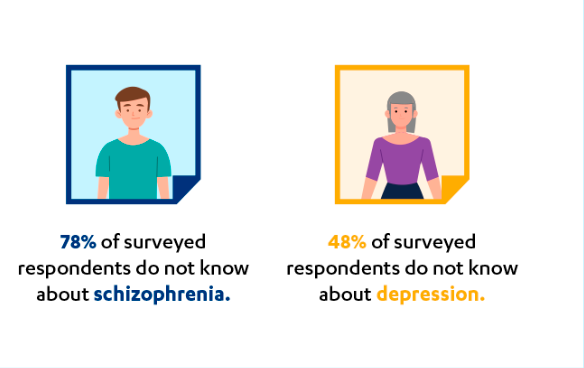 78% of surveyed
respondents do not know
about schizophrenia.
48% of surveyed
respondents do not know
about depression.